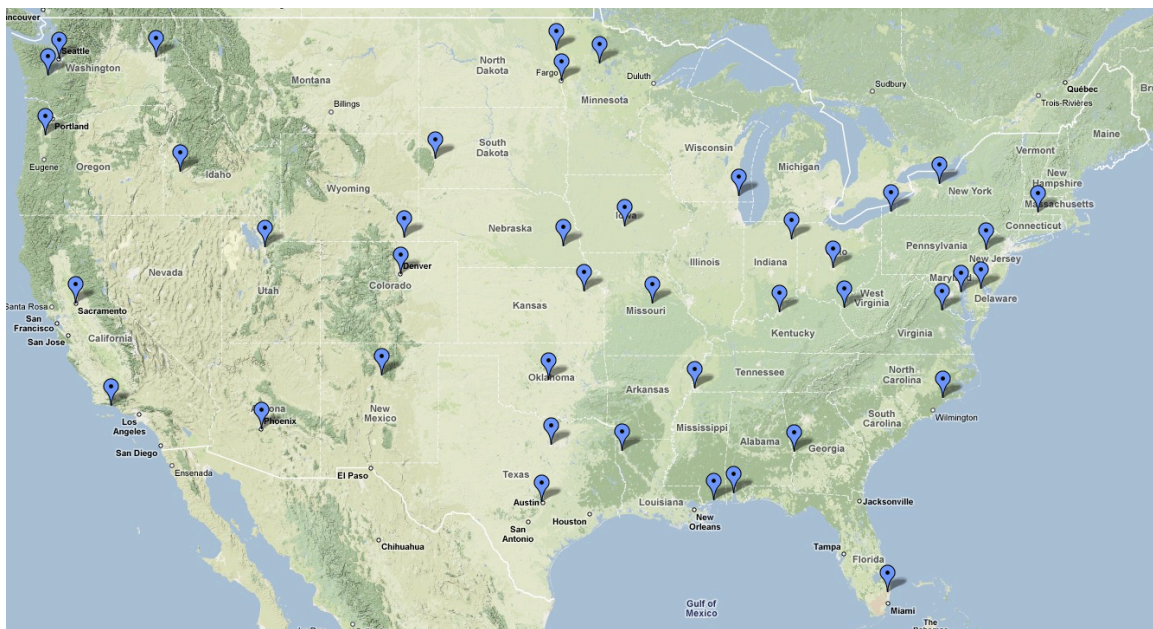 ancouver
Seattle
Washington
Montana
North
Dakota
Fargo
Duluth
Minnesota
Sudbury
Québec
Trois-Rivières
Maine
Billings
Portland
Eugene
Oregon
Idaho
South
Dakota
Wisconsin
Michigan
Vermont
New
Hampshire
New York
Massachusetts
Connecticut
Wyoming
Nebraska
Iowa
Illinois
Indiana
Pennsylvania
New Jersey
Maryland
Delaware
Nevada
Utah
Denver
Colorado
Kansas
Missouri
West
Virginia
Virginia
Kentucky
Santa Rosa
Sacramento
San
Francisco
San Jose
California
Oklahoma
Arkansas
Tennessee
North
Carolina
Wilmington
South
Carolina
Los
Angeles
San Diego
Ensenada
Phoenix
New
Mexico
El Paso
Texas
Mississippi
Alabama
Georgia
Austin
San
Antonio
Houston
Louisiana
New
Orleans
Jacksonville
Chihuahua
Tampa
Florida
Miami
Gulf of
Mexico
The